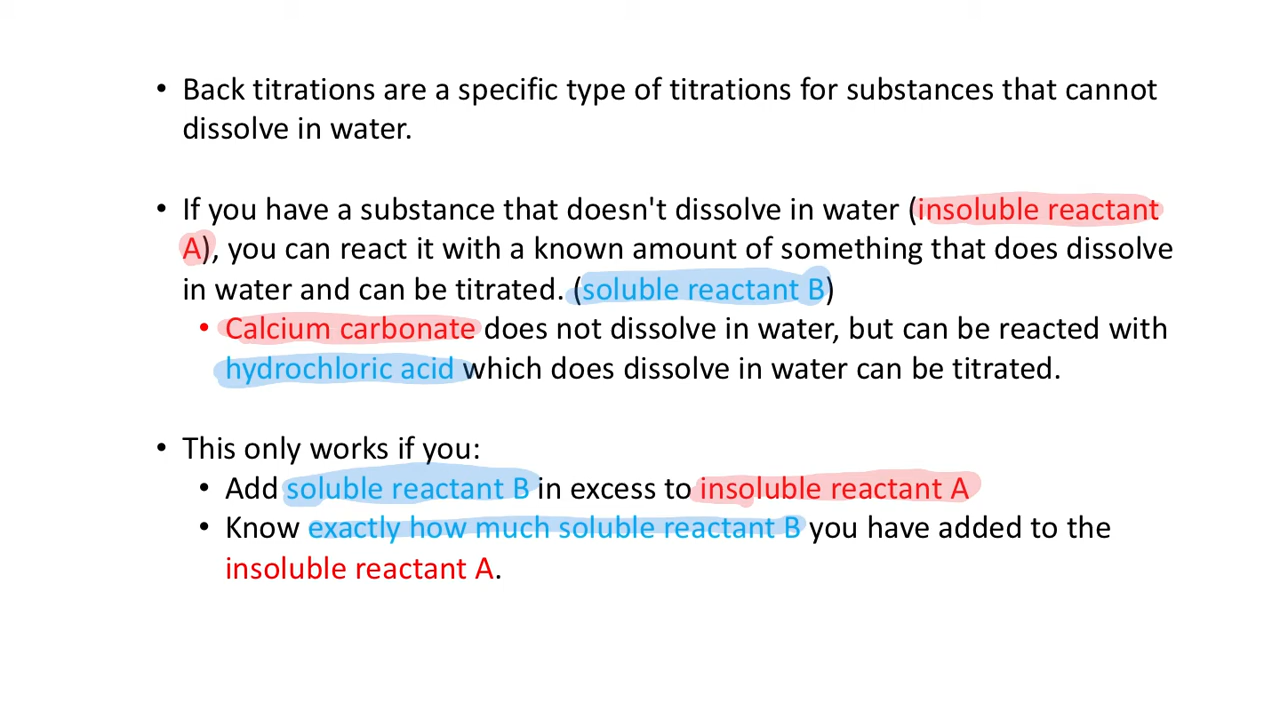 • Back titrations are a specific type of titrations for substances that cannot
dissolve in water.
• If you have a substance that doesn't dissolve in water (insoluble reactant
A), you can react it with a known amount of something that does dissolve
in water and can be titrated. (soluble reactant B)
• Calcium carbonate does not dissolve in water, but can be reacted with
hydrochloric acid which does dissolve in water can be titrated.
• This only works if you:
• Add soluble reactant B in excess to insoluble reactant A
• Know exactly how much soluble reactant B you have added to the
insoluble reactant A.